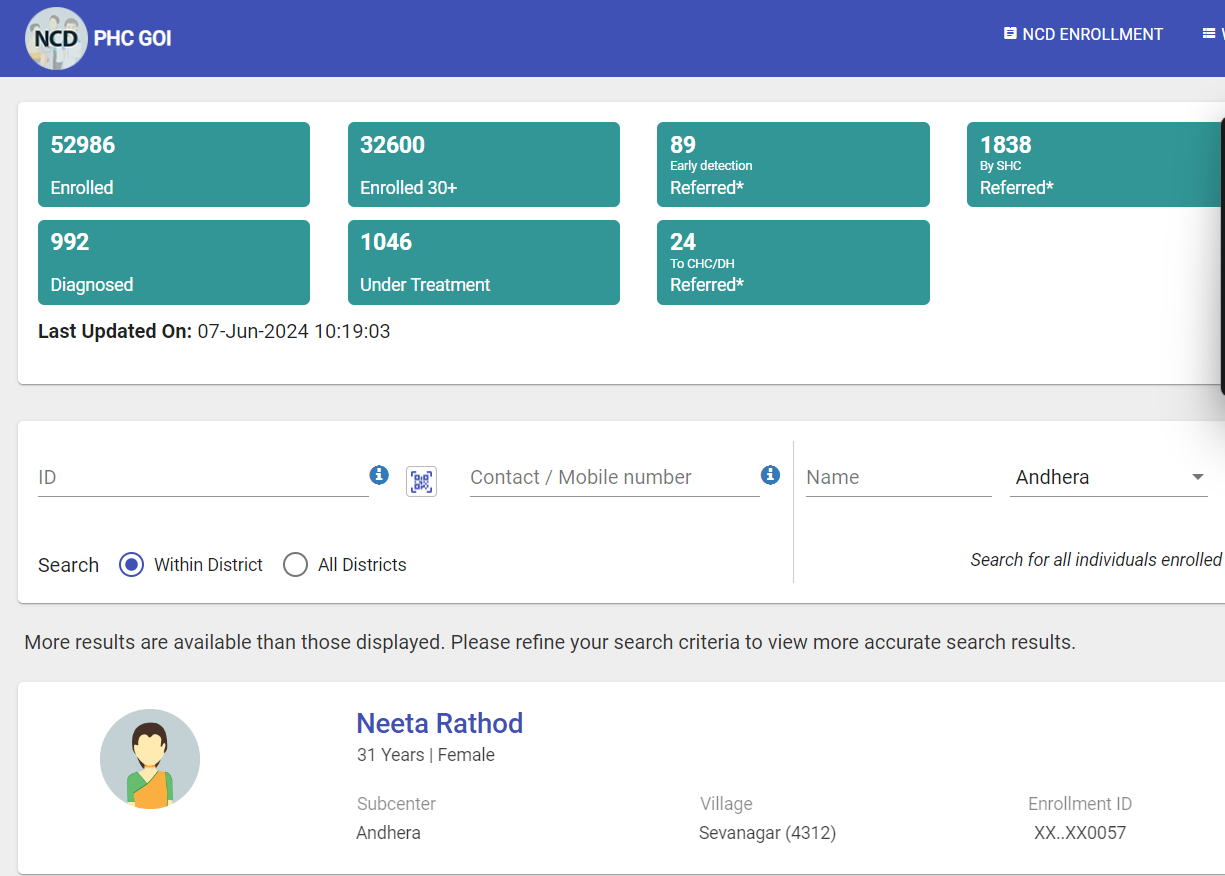 NCD PHC GOI
NCD ENROLLMENT
52986
Enrolled
32600
Enrolled 30+
89
Early detection
Referred*
1838
By SHC
Referred*
992
Diagnosed
1046
Under Treatment
24
To CHC/DH
Referred*
Last Updated On: 07-Jun-2024 10:19:03
ID
Contact / Mobile number
Name
Andhera
Search Within District All Districts
Search for all individuals enrolled
More results are available than those displayed. Please refine your search criteria to view more accurate search results.
Neeta Rathod
31 Years | Female
Subcenter Village Enrollment ID
Andhera Sevanagar (4312) XX..XX0057